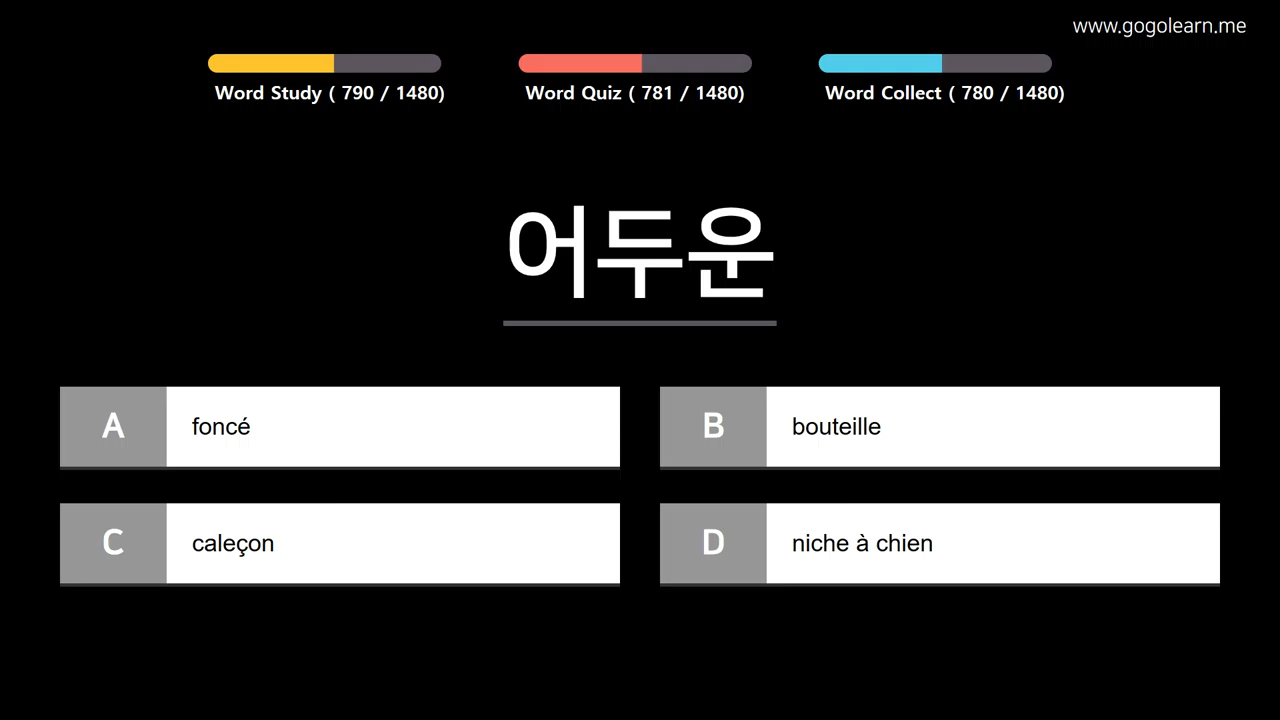 www.gogolearn.me
Word Study ( 790 / 1480)
Word Quiz ( 781 / 1480)
Word Collect ( 780 / 1480)
어두운
A foncé
B bouteille
C caleçon
D niche à chien